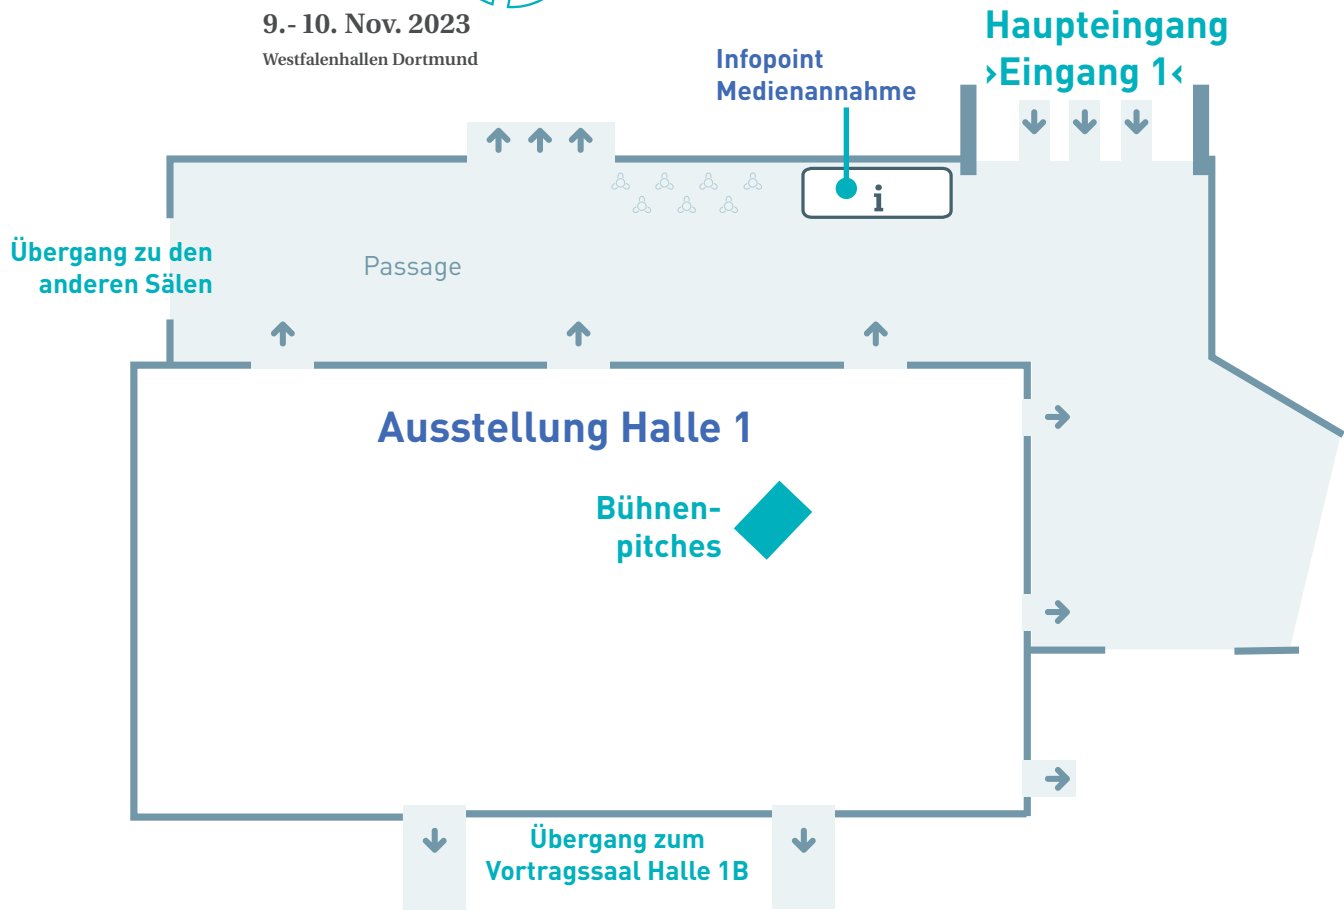 9.- 10. Nov. 2023
Westfalenhallen Dortmund
Haupteingang
›Eingang 1‹
Infopoint
Medienannahme
i
Übergang zu den
anderen Sälen
Passage
Ausstellung Halle 1
Bühnen-
pitches
Übergang zum
Vortragssaal Halle 1B